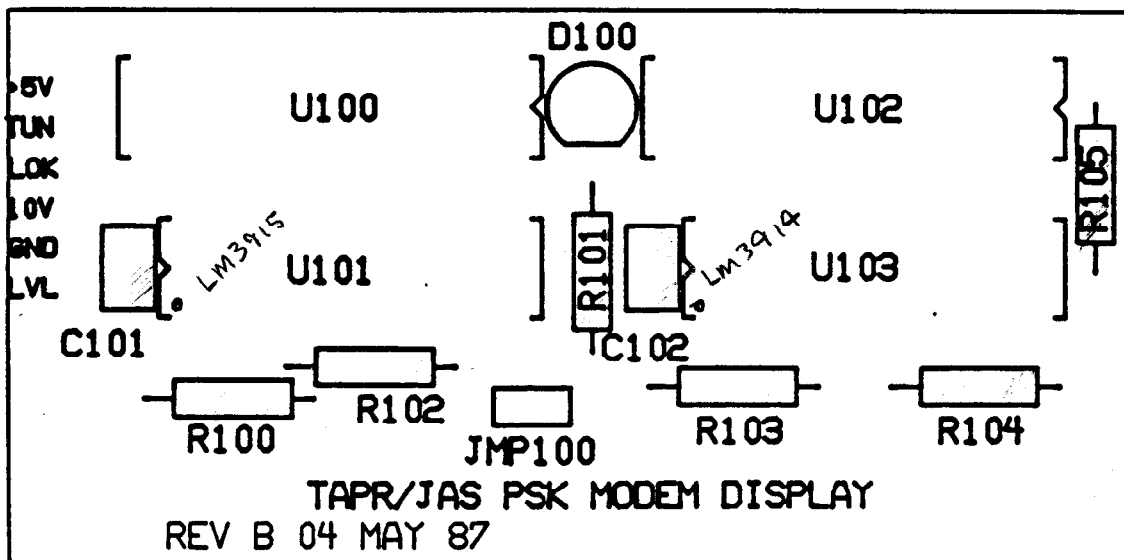 D100
+5V
U100
U102
TUN
LOK
R105
10V
GND
LM3915
R101
LM3914
LVL
U101
U103
C101
C102
R102
R100
R103
R104
JMP100
TAPR/JAS PSK MODEM DISPLAY
REV B 04 MAY 87